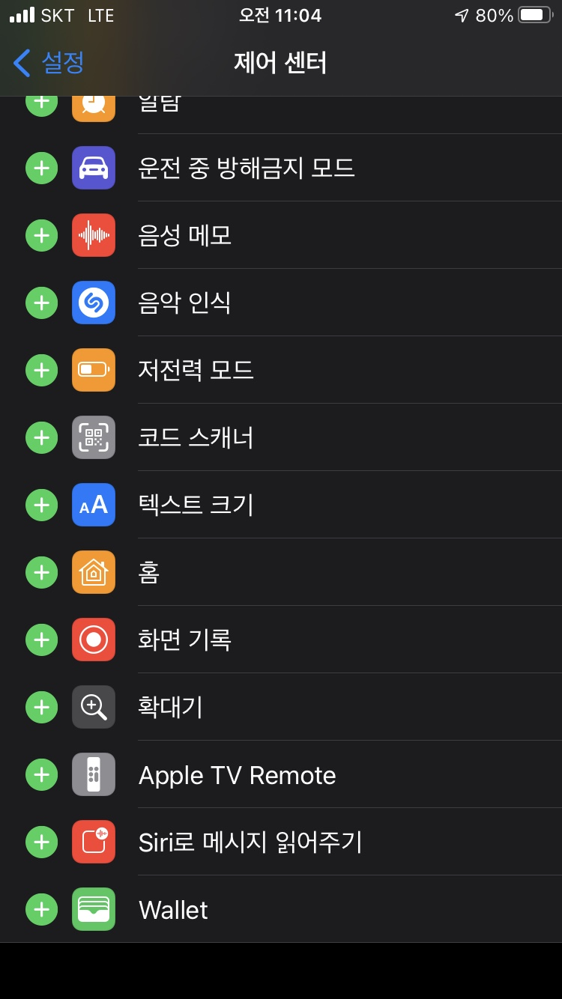 SKT LTE 오전 11:04 80%
설정 제어 센터
알람
운전 중 방해금지 모드
음성 메모
음악 인식
저전력 모드
코드 스캐너
AA 텍스트 크기
홈
화면 기록
확대기
Apple TV Remote
Siri로 메시지 읽어주기
Wallet